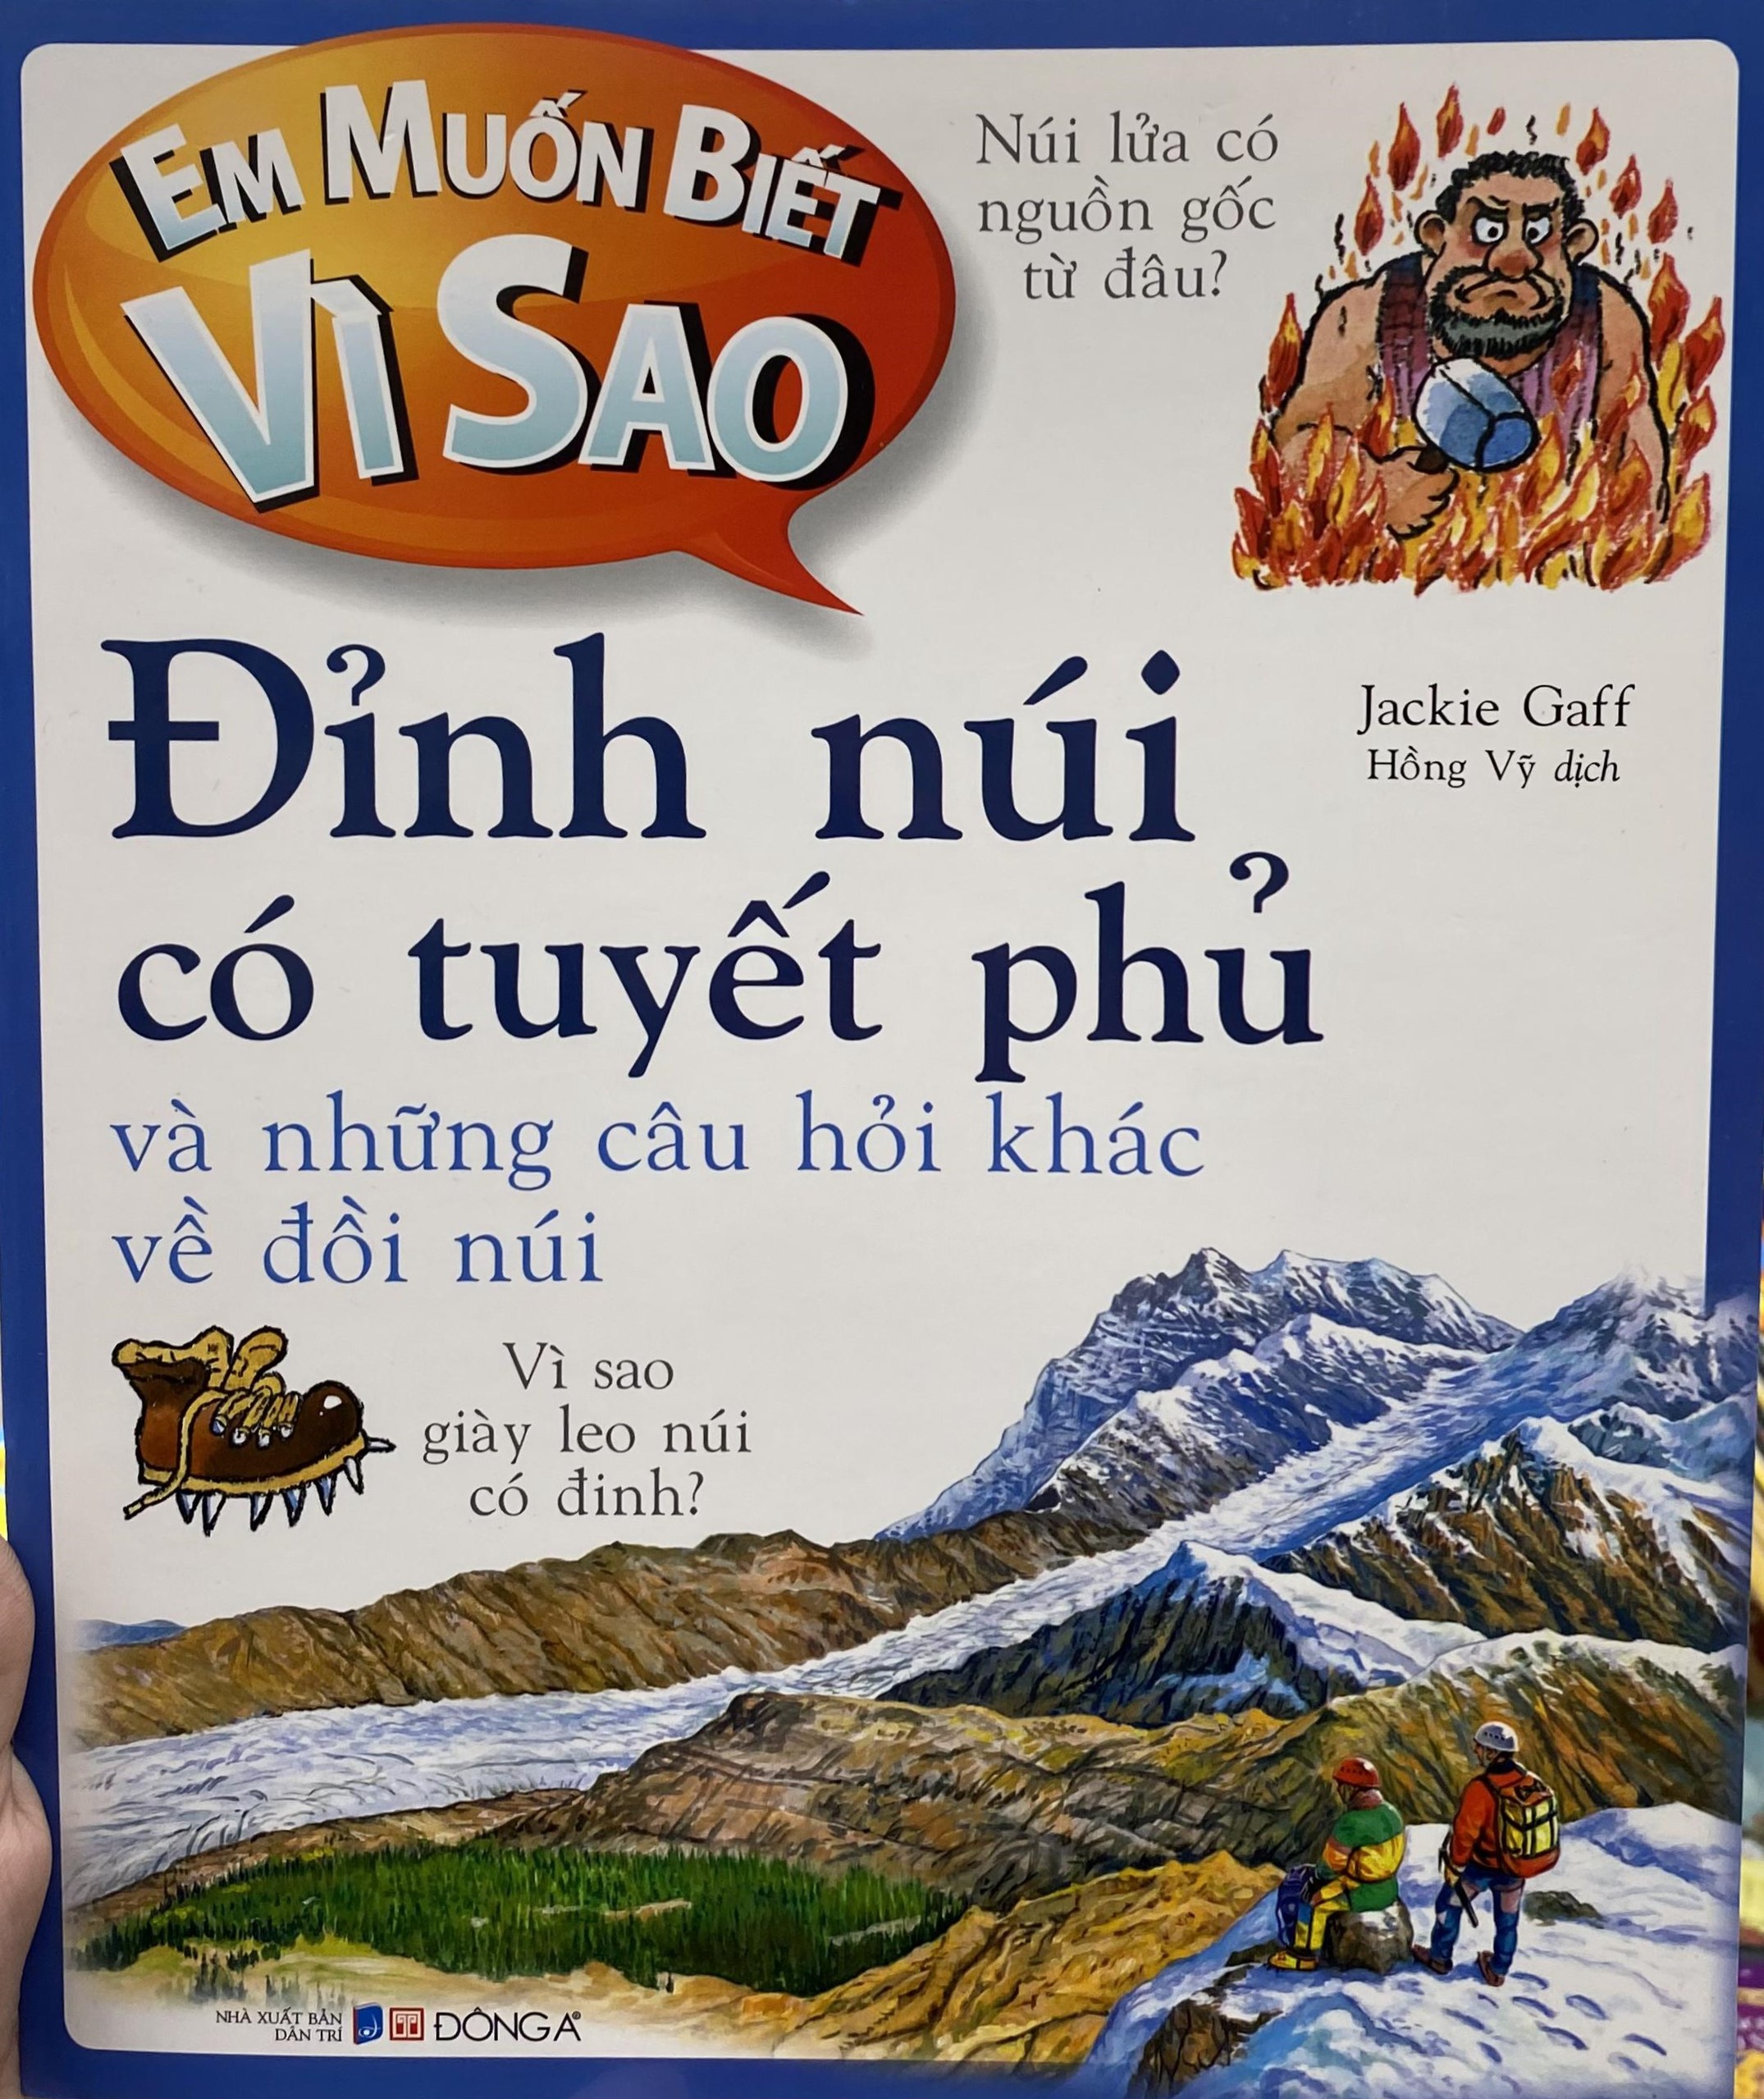 EM MUỐN BIẾT
VÌ SAO
Núi lửa có
nguồn gốc
từ đâu?
Đỉnh núi
có tuyết phủ
Jackie Gaff
Hồng Vỹ dịch
và những câu hỏi khác
về đồi núi
Vì sao
giày leo núi
có đinh?
NHÀ XUẤT BẢN
DÂN TRÍ
ĐÔNG A